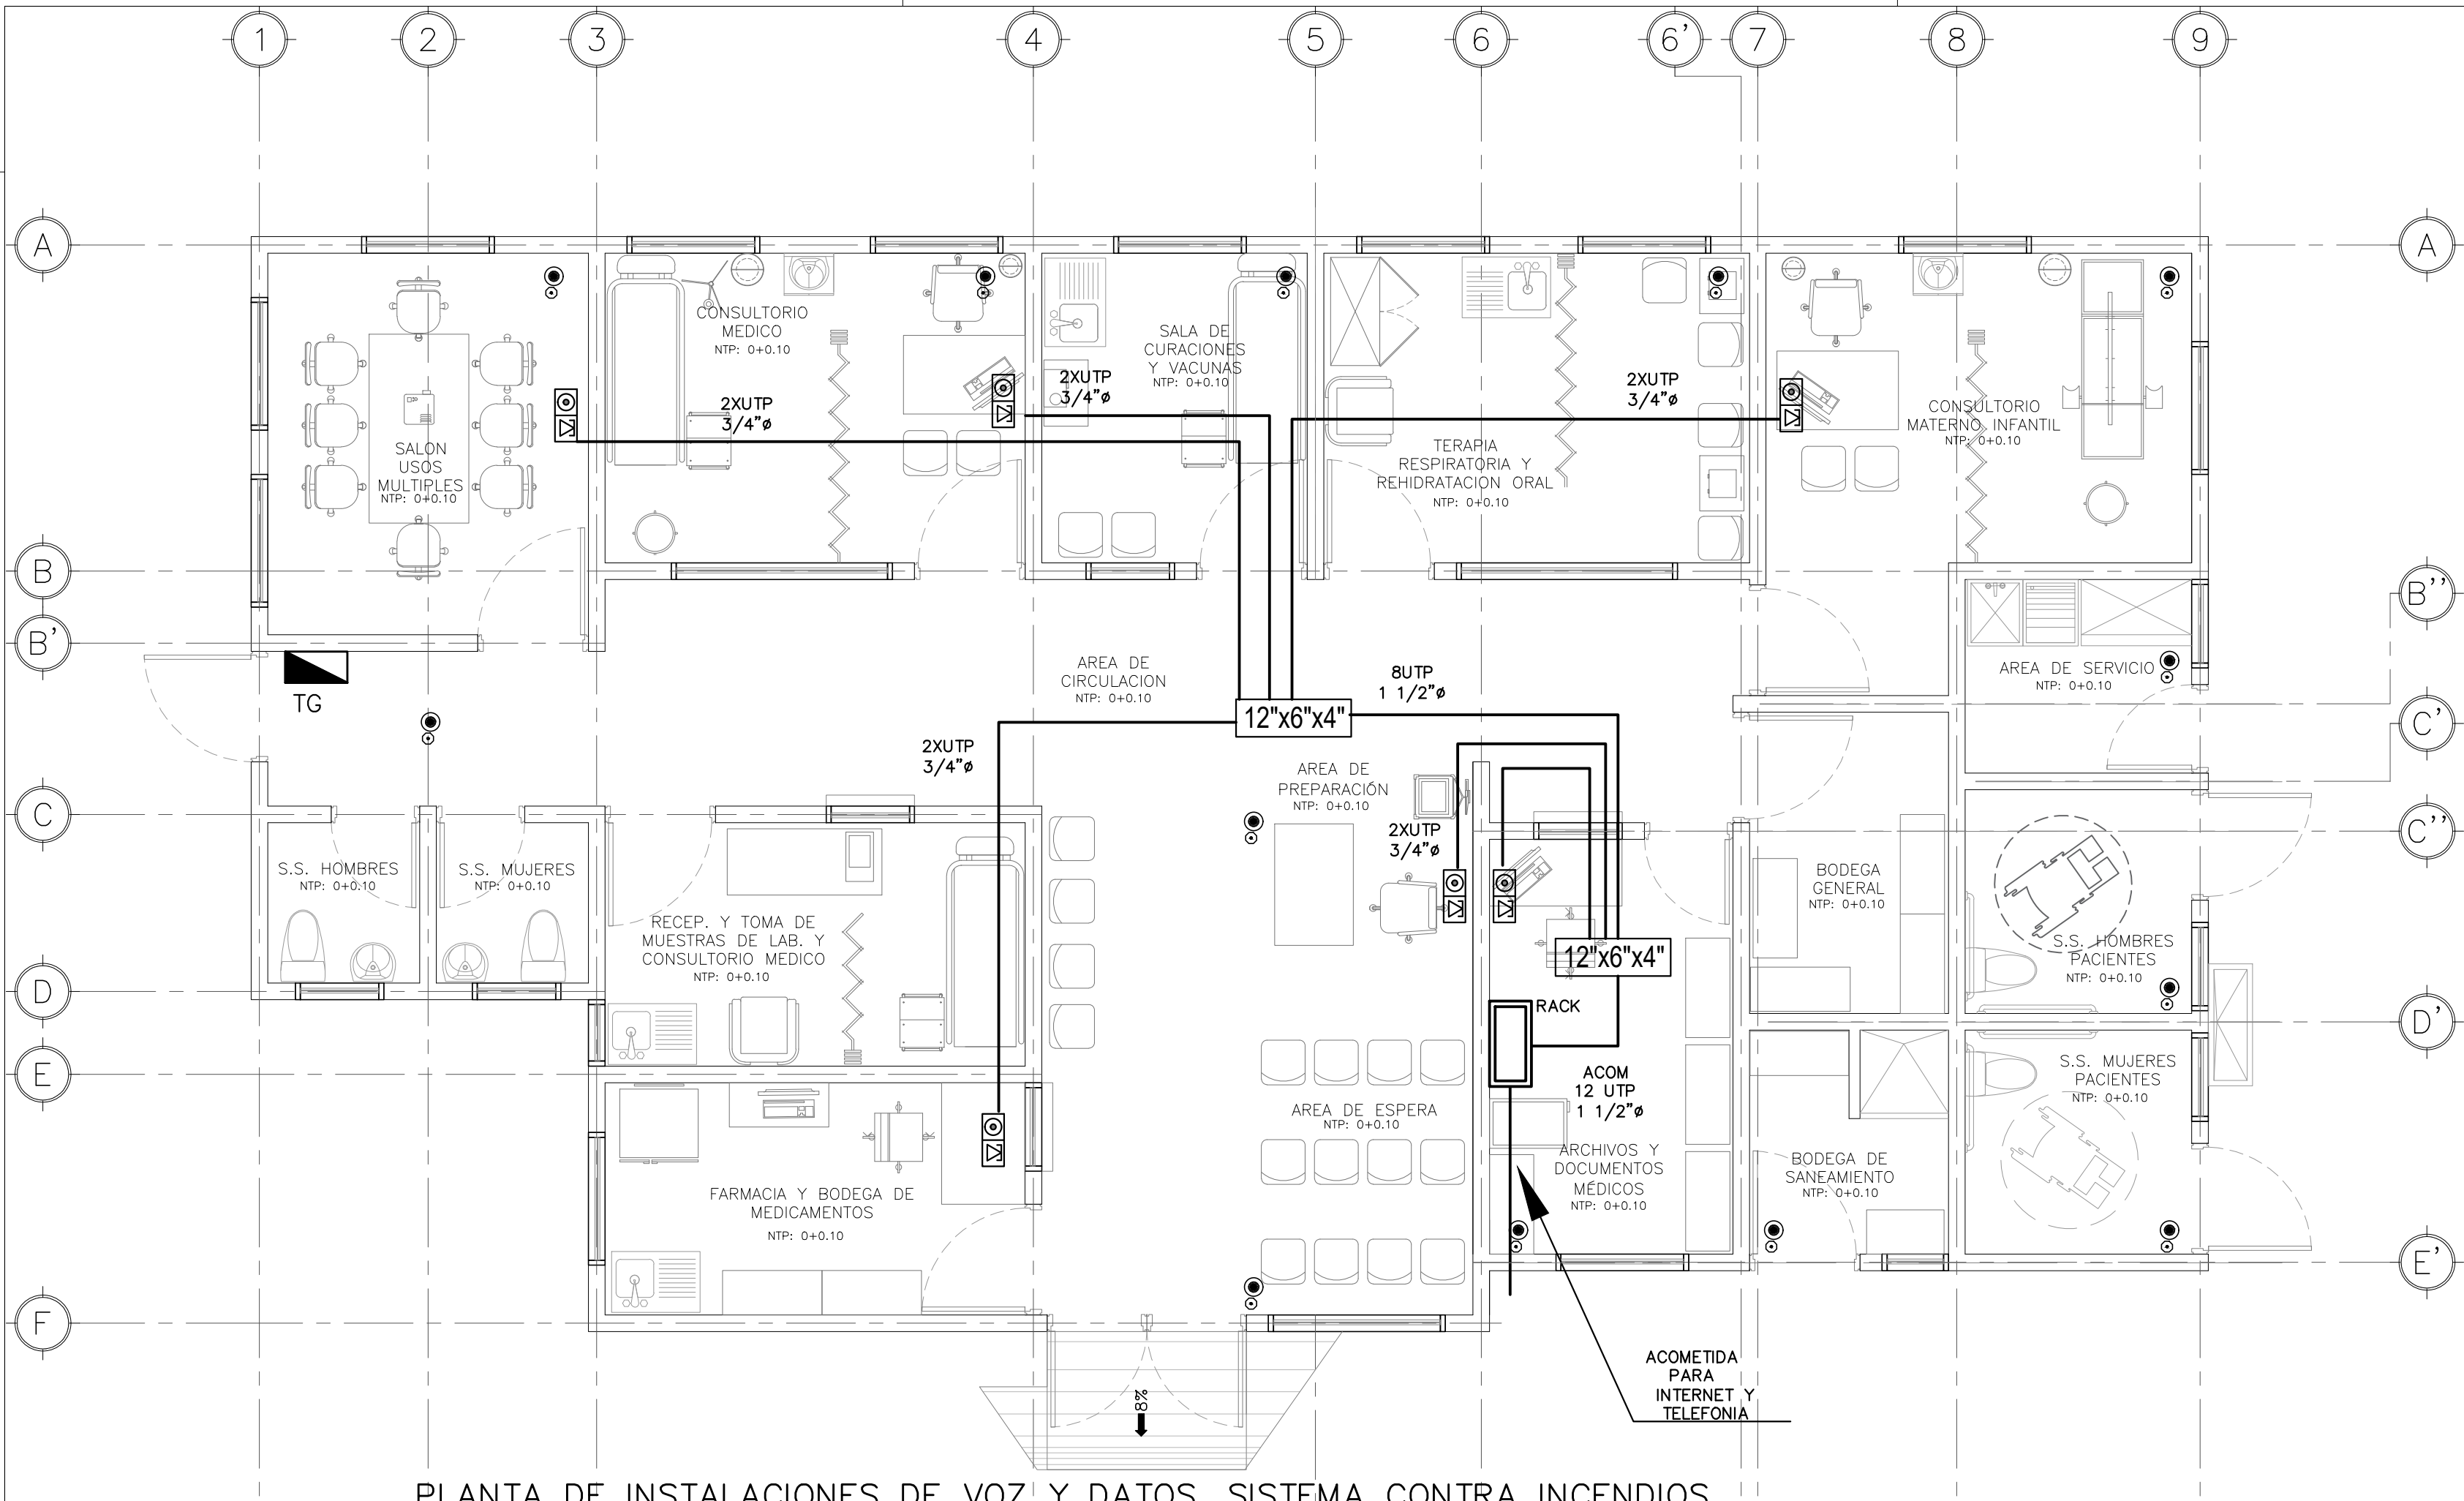 1
2
3
4
5
6
6'
7
8
9
A
A
CONSULTORIO
MEDICO
NTP: 0+0.10
SALA DE
CURACIONES
Y VACUNAS
NTP: 0+0.10
2XUTP
3/4"ø
2XUTP
3/4"ø
2XUTP
3/4"ø
CONSULTORIO
MATERNO INFANTIL
NTP: 0+0.10
SALON
USOS
MULTIPLES
NTP: 0+0.10
TERAPIA
RESPIRATORIA Y
REHIDRATACION ORAL
NTP: 0+0.10
B
B''
B'
TG
AREA DE
CIRCULACION
NTP: 0+0.10
8UTP
1 1/2"ø
AREA DE SERVICIO
NTP: 0+0.10
12"x6"x4"
C'
2XUTP
3/4"ø
AREA DE
PREPARACIÓN
NTP: 0+0.10
2XUTP
3/4"ø
C
C''
S.S. HOMBRES
NTP: 0+0.10
S.S. MUJERES
NTP: 0+0.10
BODEGA
GENERAL
NTP: 0+0.10
RECEP. Y TOMA DE
MUESTRAS DE LAB. Y
CONSULTORIO MEDICO
NTP: 0+0.10
12"x6"x4"
S.S. HOMBRES
PACIENTES
NTP: 0+0.10
D
RACK
D'
E
ACOM
12 UTP
1 1/2"ø
S.S. MUJERES
PACIENTES
NTP: 0+0.10
AREA DE ESPERA
NTP: 0+0.10
ARCHIVOS Y
DOCUMENTOS
MÉDICOS
NTP: 0+0.10
BODEGA DE
SANEAMIENTO
NTP: 0+0.10
FARMACIA Y BODEGA DE
MEDICAMENTOS
NTP: 0+0.10
E'
F
ACOMETIDA
PARA
INTERNET Y
TELEFONIA
8%
PLANTA DE INSTALACIONES DE VOZ Y DATOS, SISTEMA CONTRA INCENDIOS